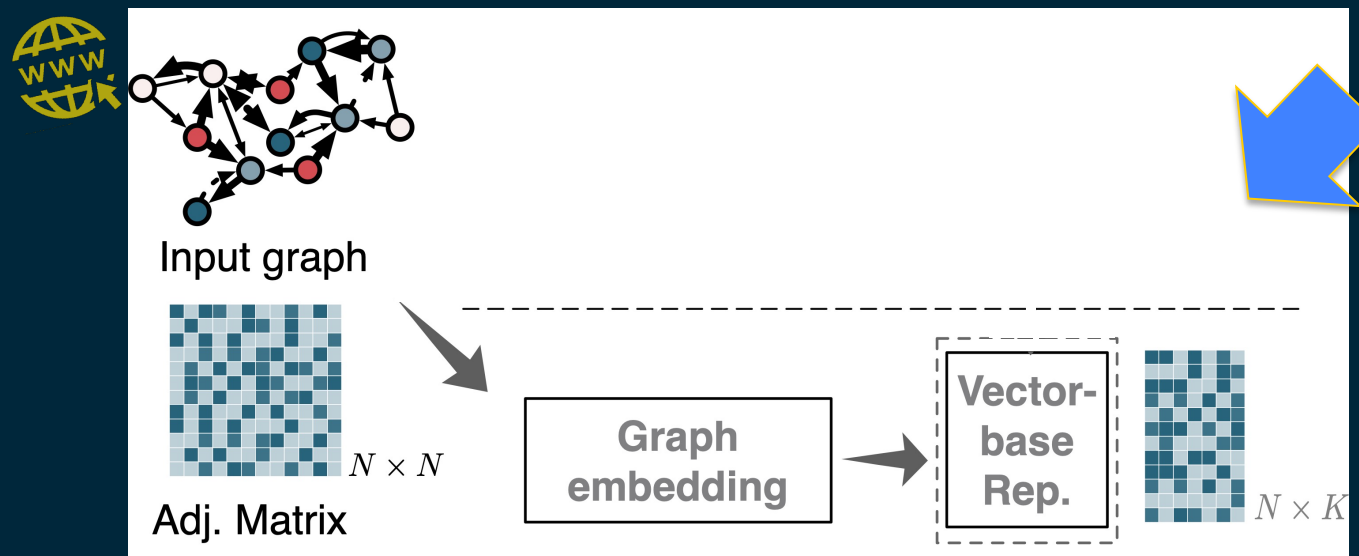 WWW
Input graph
N × N
Adj. Matrix
Graph
embedding
Vector-
base
Rep.
N × K